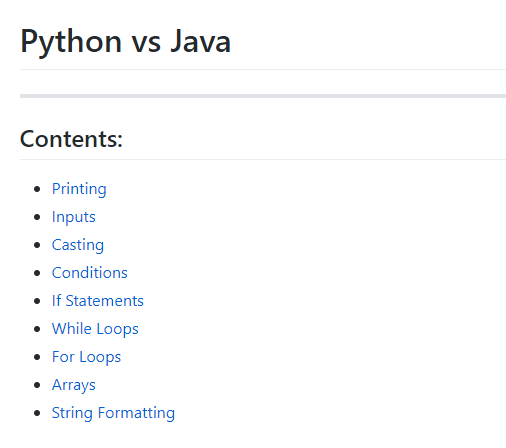 Python vs Java
Contents:
Printing
Inputs
Casting
Conditions
If Statements
While Loops
For Loops
Arrays
String Formatting